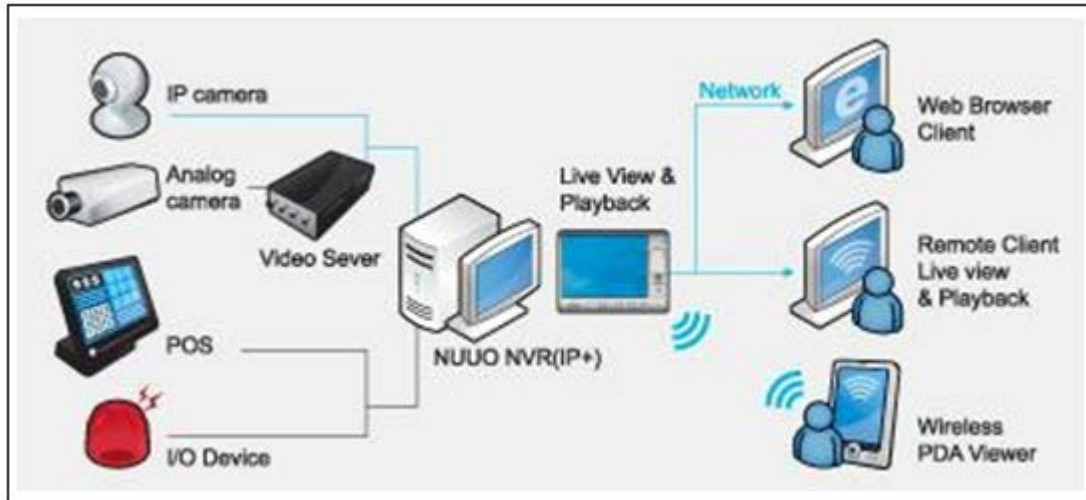 IP camera
Analog
camera
Video Sever
POS
I/O Device
NUUO NVR(IP+)
Live View &
Playback
Network
Web Browser
Client
Remote Client
Live view
& Playback
Wireless
PDA Viewer